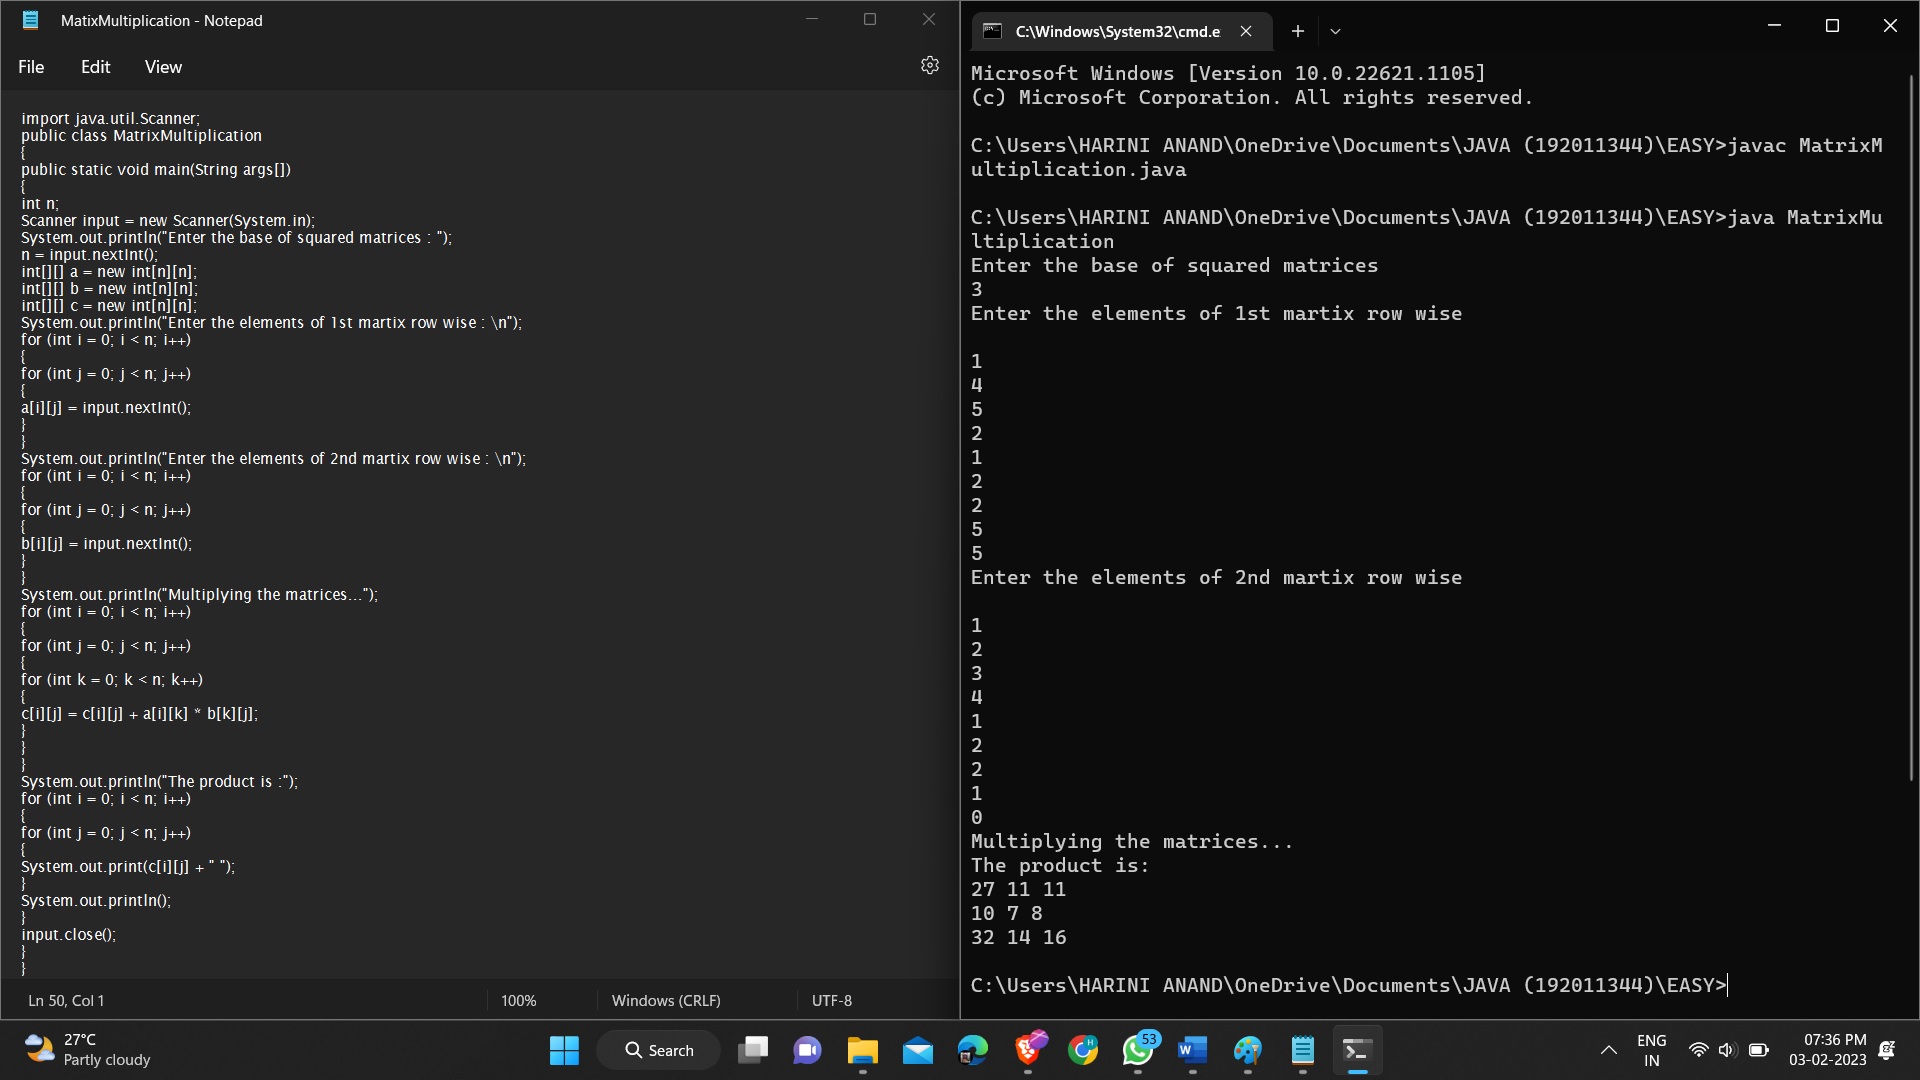 MatixMultiplication - Notepad
File Edit View
import java.util.Scanner;
public class MatrixMultiplication
{
public static void main(String args[])
{
int n;
Scanner input = new Scanner(System.in);
System.out.println("Enter the base of squared matrices : ");
n = input.nextInt();
int[][] a = new int[n][n];
int[][] b = new int[n][n];
int[][] c = new int[n][n];
System.out.println("Enter the elements of 1st martix row wise : \n");
for (int i = 0; i < n; i++)
{
for (int j = 0; j < n; j++)
{
a[i][j] = input.nextInt();
}
}
System.out.println("Enter the elements of 2nd martix row wise : \n");
for (int i = 0; i < n; i++)
{
for (int j = 0; j < n; j++)
{
b[i][j] = input.nextInt();
}
}
System.out.println("Multiplying the matrices...");
for (int i = 0; i < n; i++)
{
for (int j = 0; j < n; j++)
{
for (int k = 0; k < n; k++)
{
c[i][j] = c[i][j] + a[i][k] * b[k][j];
}
}
}
System.out.println("The product is :");
for (int i = 0; i < n; i++)
{
for (int j = 0; j < n; j++)
{
System.out.print(c[i][j] + " ");
}
System.out.println();
}
input.close();
}
}
Ln 50, Col 1 100% Windows (CRLF) UTF-8
C:\Windows\System32\cmd.e
Microsoft Windows [Version 10.0.22621.1105]
(c) Microsoft Corporation. All rights reserved.
C:\Users\HARINI ANAND\OneDrive\Documents\JAVA (192011344)\EASY>javac MatrixM
ultiplication.java
C:\Users\HARINI ANAND\OneDrive\Documents\JAVA (192011344)\EASY>java MatrixMu
ltiplication
Enter the base of squared matrices
3
Enter the elements of 1st martix row wise
1
4
5
2
1
2
2
5
5
Enter the elements of 2nd martix row wise
1
2
3
4
1
2
2
1
0
Multiplying the matrices...
The product is:
27 11 11
10 7 8
32 14 16
C:\Users\HARINI ANAND\OneDrive\Documents\JAVA (192011344)\EASY>
27°C
Partly cloudy
Search
H
53
W
ENG
IN
07:36 PM
03-02-2023